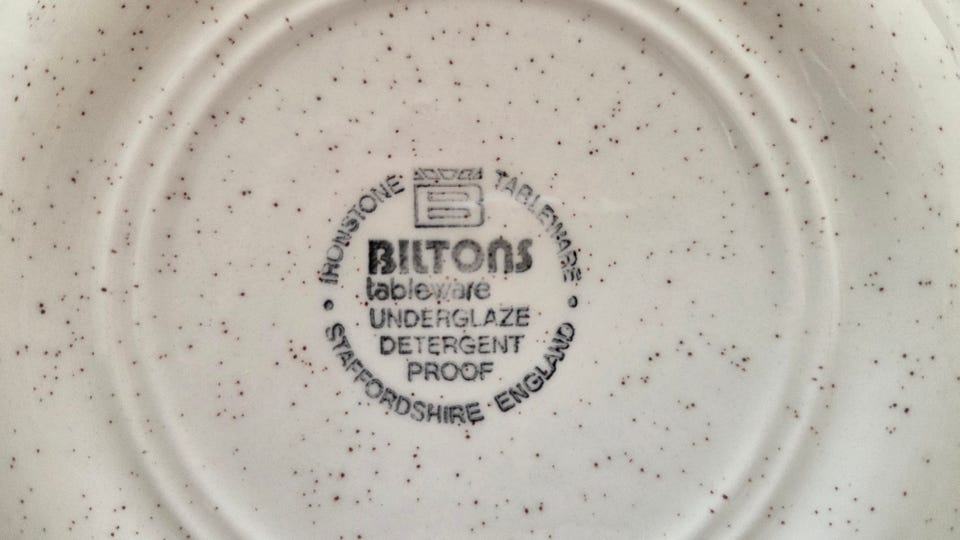 IRONSTONE TABLEWARE
B
BILTONS
tableware
UNDERGLAZE
DETERGENT
PROOF
STAFFORDSHIRE ENGLAND